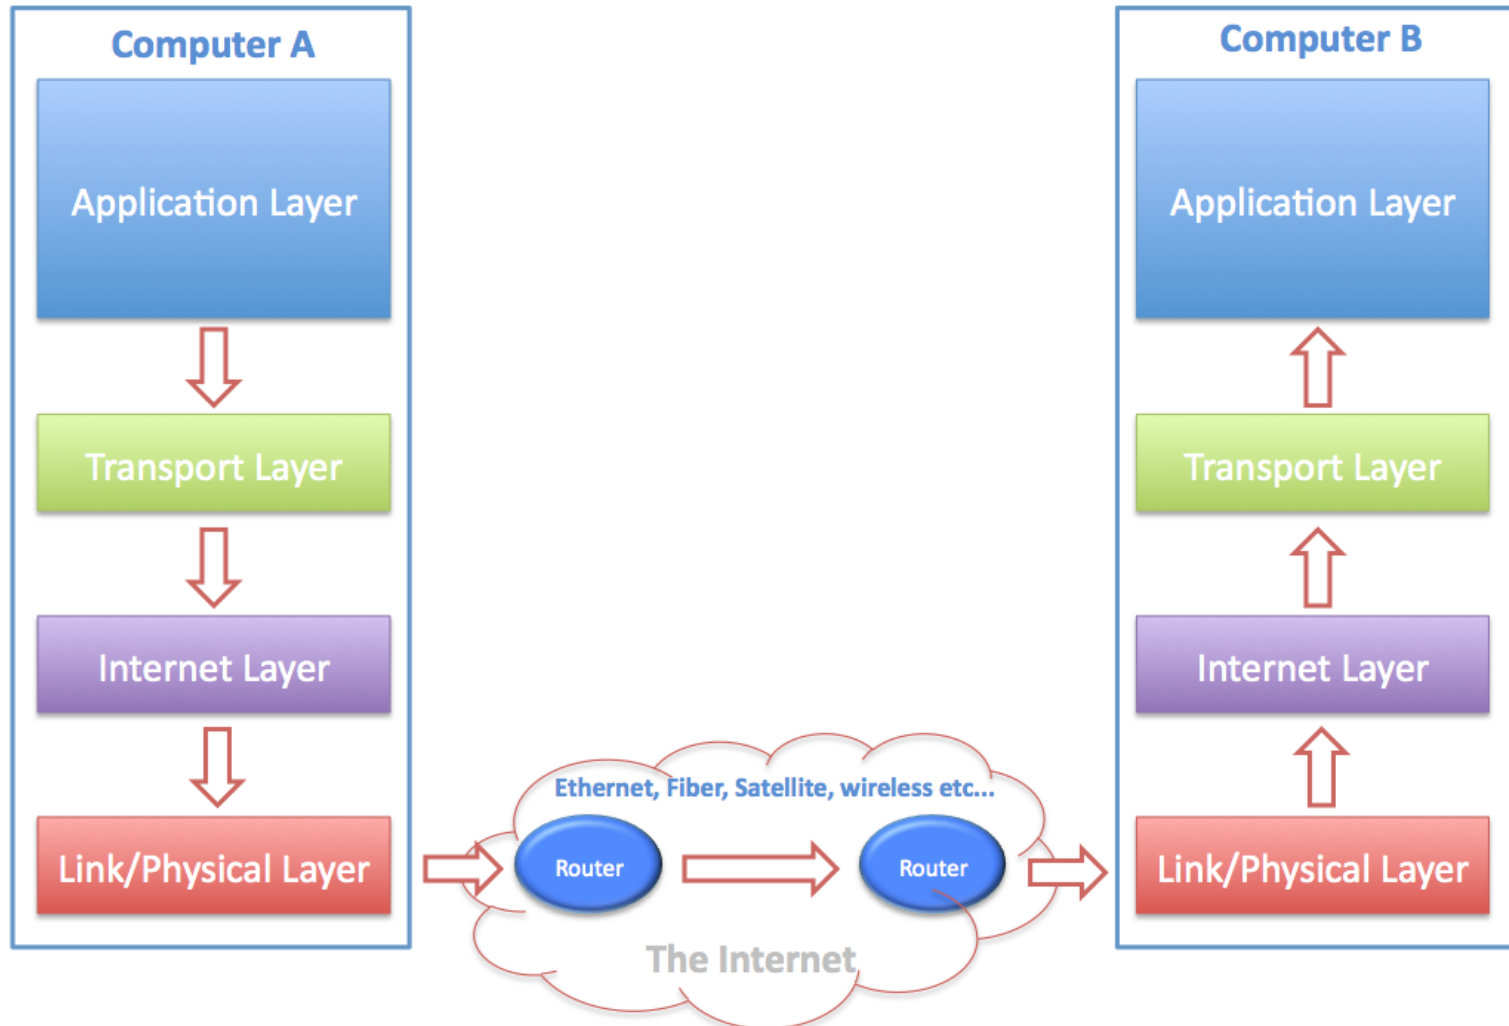 Computer A
Application Layer
Transport Layer
Internet Layer
Link/Physical Layer
Ethernet, Fiber, Satellite, wireless etc...
Router
Router
The Internet
Computer B
Application Layer
Transport Layer
Internet Layer
Link/Physical Layer